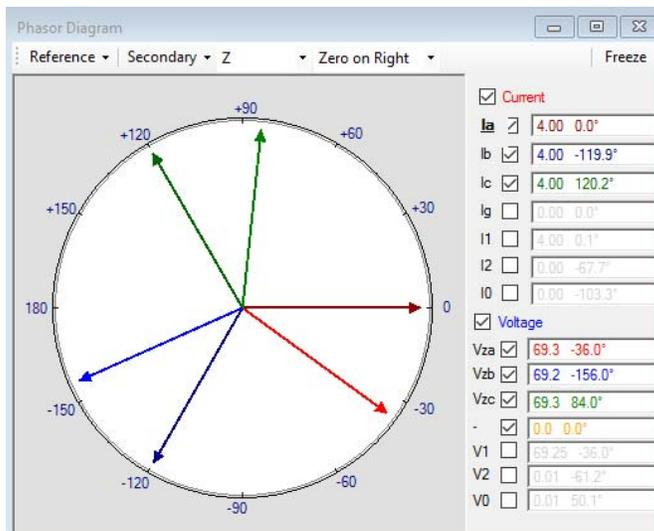 Phasor Diagram
Reference Secondary Z Zero on Right Freeze
+90
+120
+60
+150
+30
180
0
-150
-30
-120
-60
-90
Current
Ia 4.00 0.0°
Ib 4.00 -119.9°
Ic 4.00 120.2°
Ig 0.00 0.0°
I1 4.00 0.1°
I2 0.00 -67.7°
I0 0.00 -103.3°
Voltage
Vza 69.3 -36.0°
Vzb 69.2 -156.0°
Vzc 69.3 84.0°
- 0.0 0.0°
V1 69.25 -36.0°
V2 0.01 -61.2°
V0 0.01 50.1°